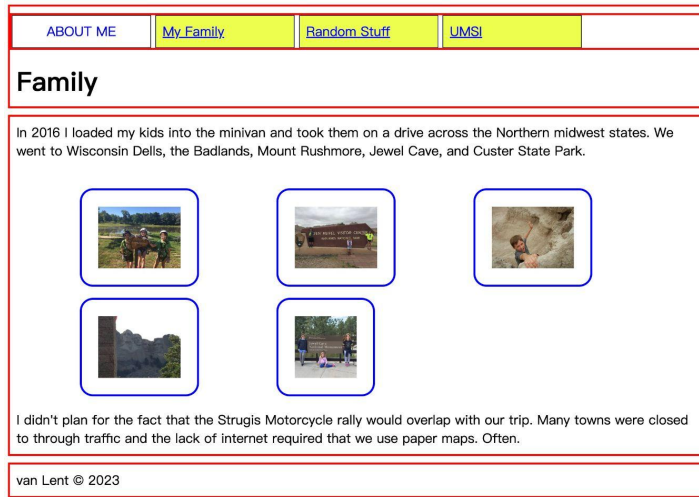 ABOUT ME
My Family
Random Stuff
UMSI
Family
In 2016 I loaded my kids into the minivan and took them on a drive across the Northern midwest states. We
went to Wisconsin Dells, the Badlands, Mount Rushmore, Jewel Cave, and Custer State Park.
I didn't plan for the fact that the Strugis Motorcycle rally would overlap with our trip. Many towns were closed
to through traffic and the lack of internet required that we use paper maps. Often.
van Lent © 2023